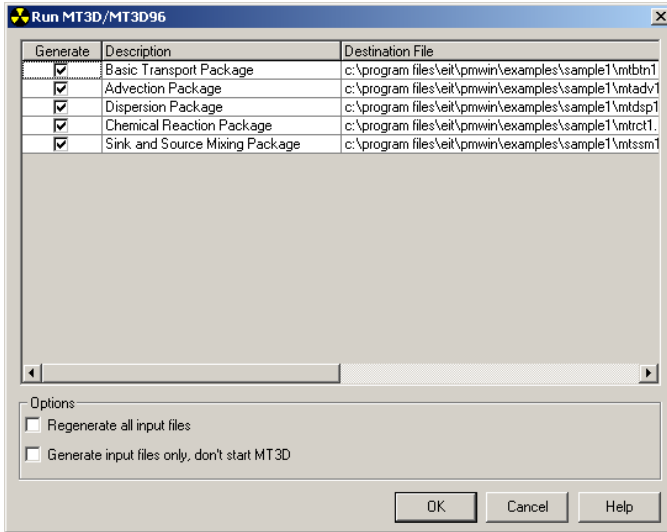 Run MT3D/MT3D96
Generate Description Destination File
Basic Transport Package c:\program files\eit\pmwin\examples\sample1\mtbtn1
Advection Package c:\program files\eit\pmwin\examples\sample1\mtadv1
Dispersion Package c:\program files\eit\pmwin\examples\sample1\mtdsp1
Chemical Reaction Package c:\program files\eit\pmwin\examples\sample1\mtrct1.
Sink and Source Mixing Package c:\program files\eit\pmwin\examples\sample1\mtssm1
Options
Regenerate all input files
Generate input files only, don't start MT3D
OK Cancel Help